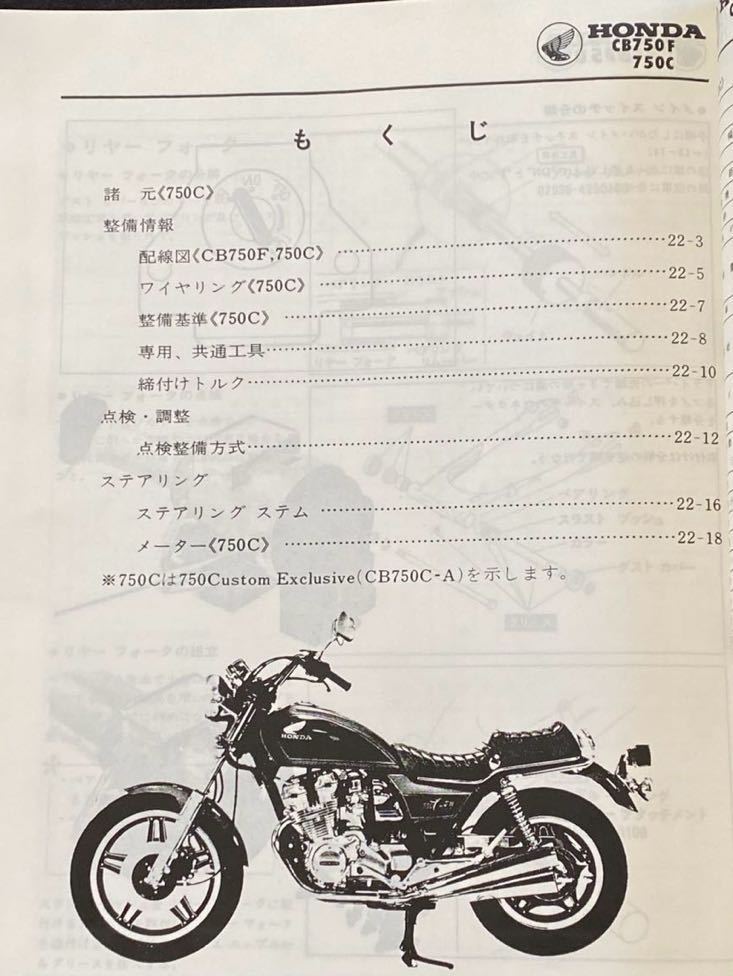 HONDA
CB750F
750C
もくじ
諸 元《750C》
整備情報
配線図《CB750F,750C》 ……22-3
ワイヤリング《750C》 ……22-5
整備基準《750C》 ……22-7
専用、共通工具……22-8
締付けトルク……22-10
点検・調整
点検整備方式……22-12
ステアリング
ステアリング ステム ……22-16
メーター《750C》 ……22-18
※750Cは750Custom Exclusive(CB750C-A)を示します。
HONDA